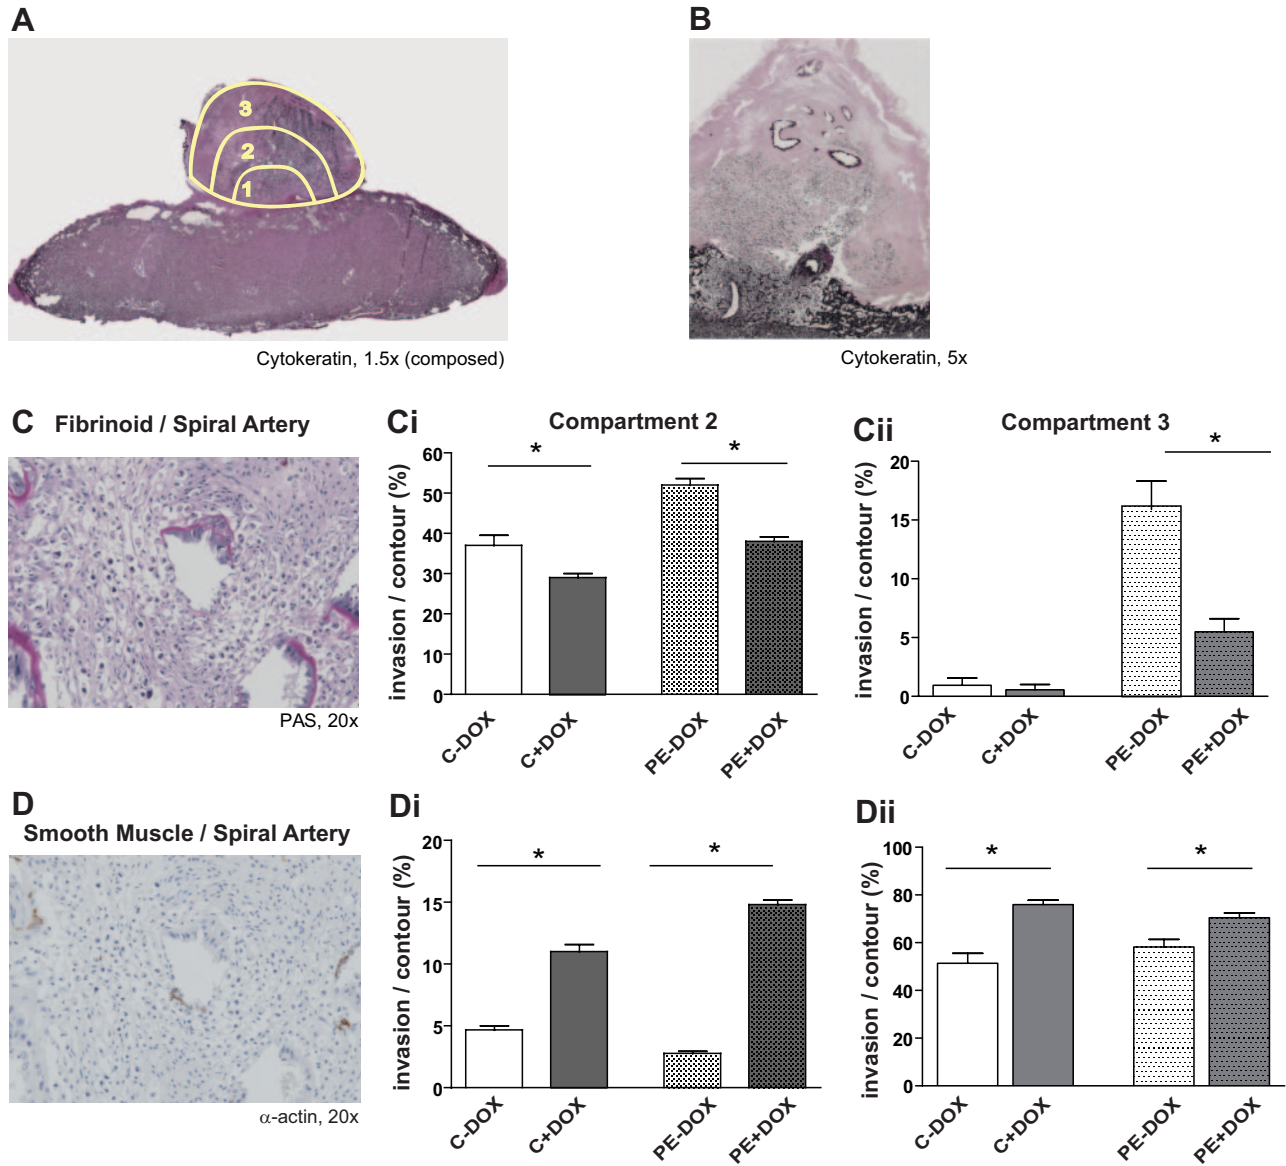 A
B
3
2
1
Cytokeratin, 1.5x (composed)
Cytokeratin, 5x
C Fibrinoid / Spiral Artery
PAS, 20x
Ci
Compartment 2
invasion / contour (%)
60
50
40
30
20
10
0
* *
C-DOX C+DOX PE-DOX PE+DOX
Cii
Compartment 3
invasion / contour (%)
20
15
10
5
0
*
C-DOX C+DOX PE-DOX PE+DOX
D
Smooth Muscle / Spiral Artery
α-actin, 20x
Di
invasion / contour (%)
20
15
10
5
0
* *
C-DOX C+DOX PE-DOX PE+DOX
Dii
invasion / contour (%)
100
80
60
40
20
0
* *
C-DOX C+DOX PE-DOX PE+DOX